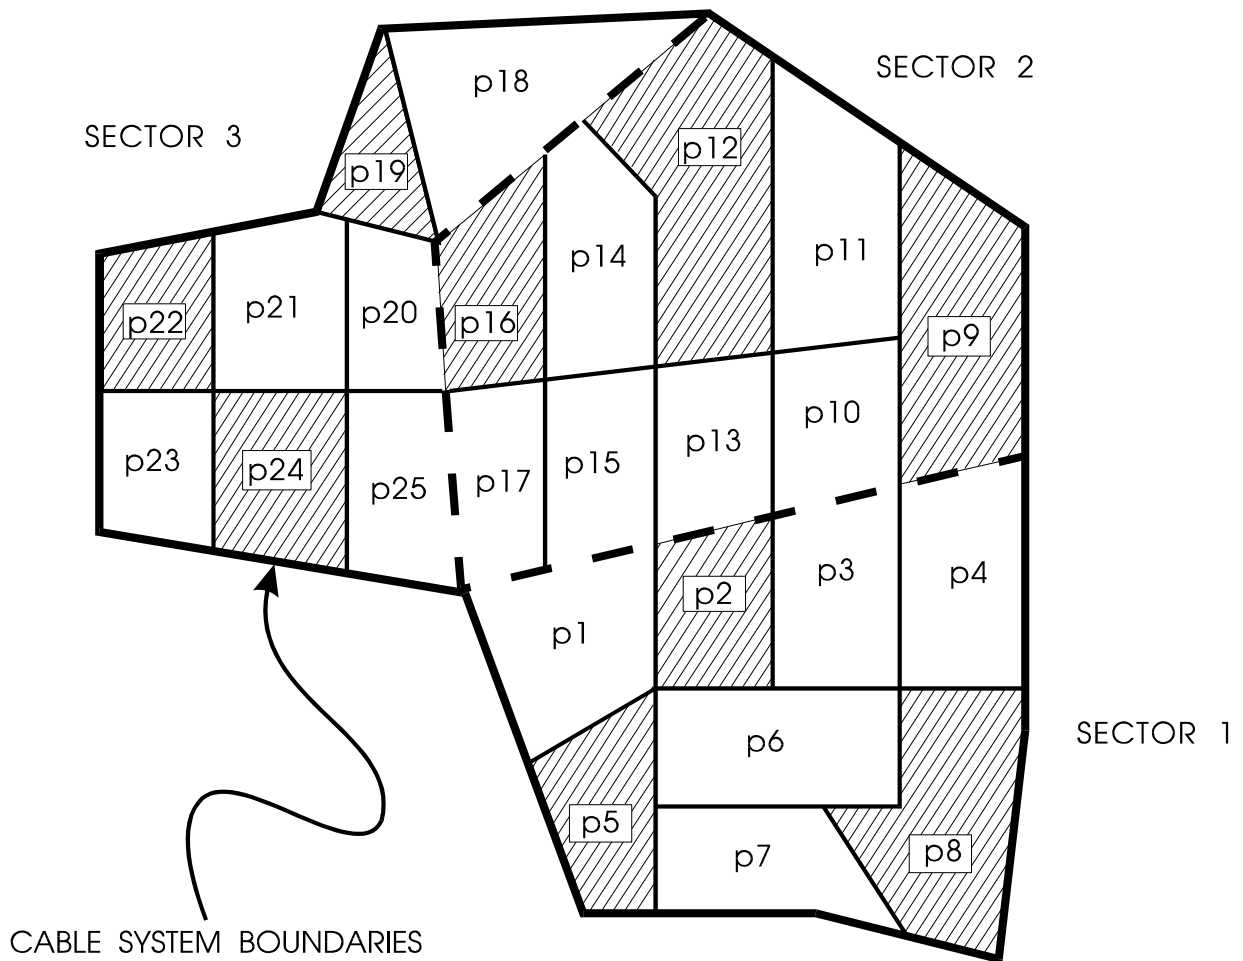 SECTOR 2
p18
SECTOR 3
p12
p19
p11
p14
p21
p20
p22
p16
p9
p10
p13
p23
p24
p15
p25
p17
p3
p4
p2
p1
SECTOR 1
p6
p5
p7
p8
CABLE SYSTEM BOUNDARIES